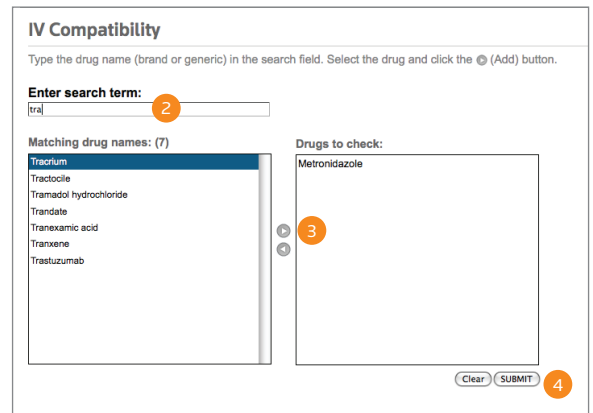 IV Compatibility
Type the drug name (brand or generic) in the search field. Select the drug and click the (Add) button.
Enter search term:
tra
2
Matching drug names: (7)
Tracrium
Tractocile
Tramadol hydrochloride
Trandate
Tranexamic acid
Tranxene
Trastuzumab
Drugs to check:
Metronidazole
3
Clear SUBMIT
4